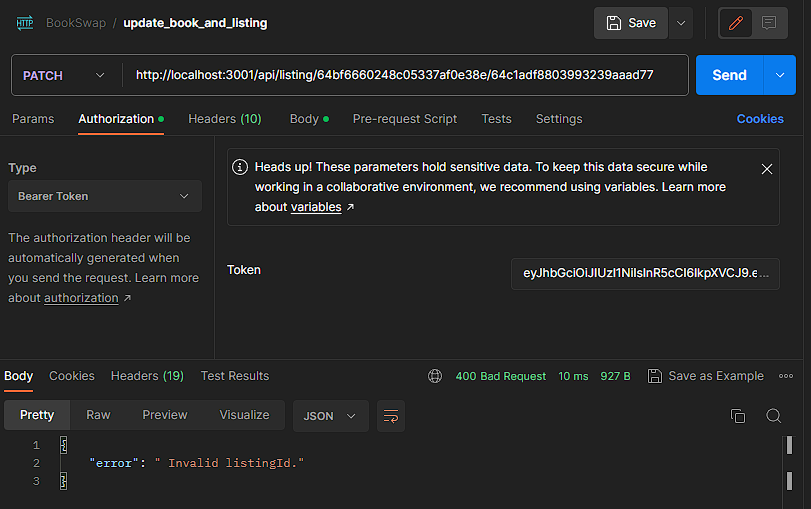 HTTP BookSwap / update_book_and_listing Save
PATCH http://localhost:3001/api/listing/64bf6660248c05337af0e38e/64c1adf8803993239aaad77 Send
Params Authorization Headers (10) Body Pre-request Script Tests Settings Cookies
Type
Bearer Token
The authorization header will be
automatically generated when
you send the request. Learn more
about authorization ↗
Heads up! These parameters hold sensitive data. To keep this data secure while
working in a collaborative environment, we recommend using variables. Learn more
about variables ↗
Token eyJhbGciOiJIUzI1NiIsInR5cCI6IkpXVCJ9.e...
Body Cookies Headers (19) Test Results 400 Bad Request 10 ms 927 B Save as Example
Pretty Raw Preview Visualize JSON
1 {
2 "error": " Invalid listingId."
3 }